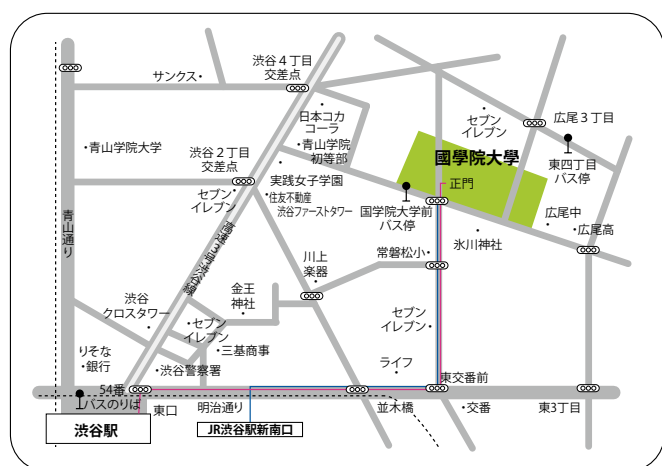 渋谷4丁目
交差点
サンクス
日本コカ
コーラ
青山学院
初等部
セブン
イレブン
広尾3丁目
東四丁目
バス停
青山学院大学
渋谷2丁目
交差点
國學院大學
正門
セブン
イレブン
実践女子学園
住友不動産
渋谷ファーストタワー
国学院大学前
バス停
広尾中
広尾高
氷川神社
青山通り
高速3号渋谷線
川上
楽器
常磐松小
渋谷
クロスタワー
金王
神社
セブン
イレブン
セブン
イレブン
三基商事
りそな
銀行
渋谷警察署
ライフ
東交番前
54番
バスのりば
東口
明治通り
並木橋
交番
東3丁目
渋谷駅
JR渋谷駅新南口